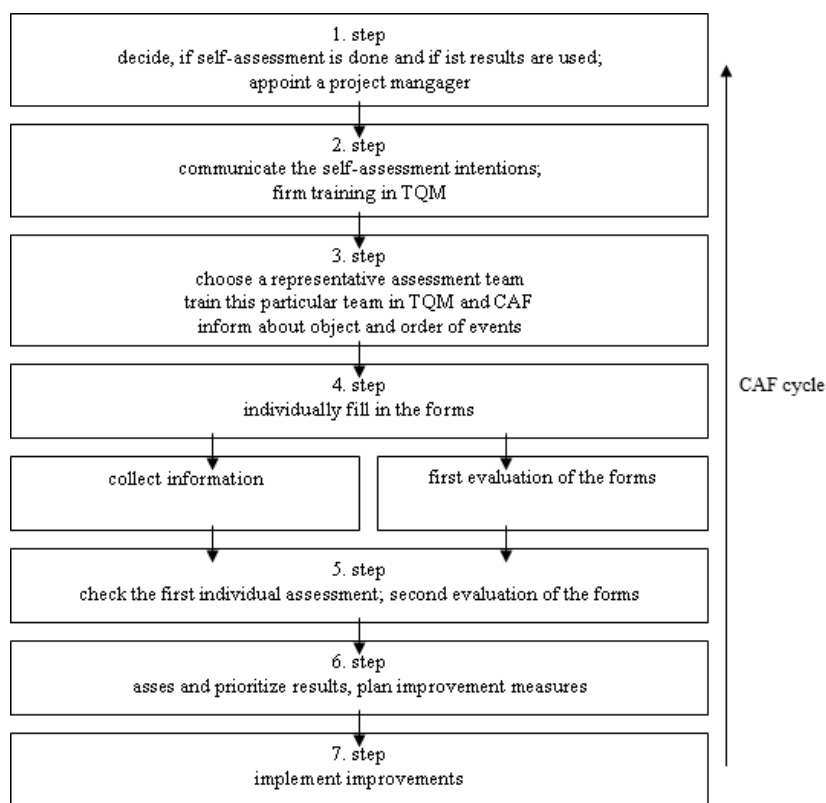 1. step
decide, if self-assessment is done and if ist results are used;
appoint a project mangager
2. step
communicate the self-assessment intentions;
firm training in TQM
3. step
choose a representative assessment team
train this particular team in TQM and CAF
inform about object and order of events
4. step
individually fill in the forms
collect information
first evaluation of the forms
5. step
check the first individual assessment; second evaluation of the forms
6. step
asses and prioritize results, plan improvement measures
7. step
implement improvements
CAF cycle